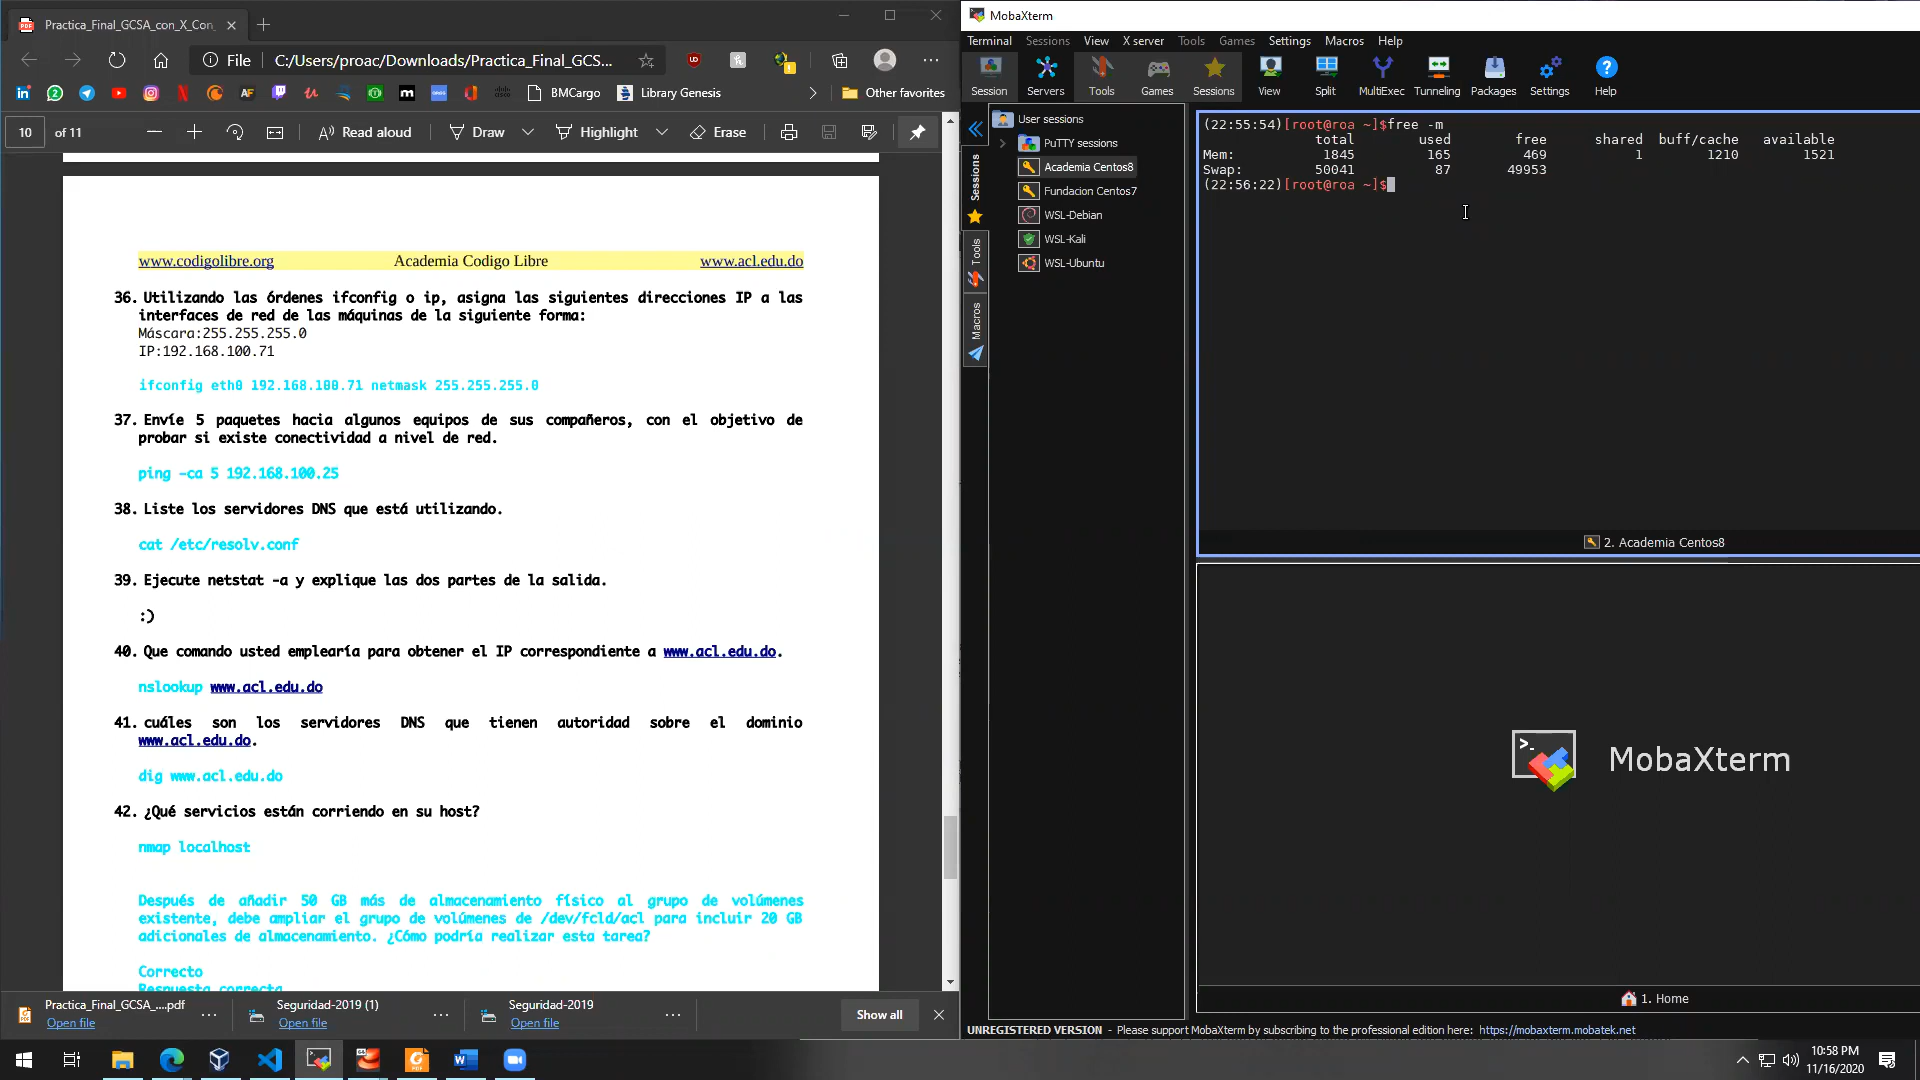 Practica_Final_GCSA_con_X_Con
File
C:/Users/proac/Downloads/Practica_Final_GCS...
BMCargo
Library Genesis
Other favorites
10 of 11
Read aloud
Draw
Highlight
Erase
www.codigolibre.org Academia Codigo Libre www.acl.edu.do
36. Utilizando las órdenes ifconfig o ip, asigna las siguientes direcciones IP a las
interfaces de red de las máquinas de la siguiente forma:
Máscara:255.255.255.0
IP:192.168.100.71
ifconfig eth0 192.168.100.71 netmask 255.255.255.0
37. Envíe 5 paquetes hacia algunos equipos de sus compañeros, con el objetivo de
probar si existe conectividad a nivel de red.
ping -ca 5 192.168.100.25
38. Liste los servidores DNS que está utilizando.
cat /etc/resolv.conf
39. Ejecute netstat -a y explique las dos partes de la salida.
:)
40. Que comando usted emplearía para obtener el IP correspondiente a www.acl.edu.do.
nslookup www.acl.edu.do
41. cuáles son los servidores DNS que tienen autoridad sobre el dominio
www.acl.edu.do.
dig www.acl.edu.do
42. ¿Qué servicios están corriendo en su host?
nmap localhost
Después de añadir 50 GB más de almacenamiento físico al grupo de volúmenes
existente, debe ampliar el grupo de volúmenes de /dev/fcld/acl para incluir 20 GB
adicionales de almacenamiento. ¿Cómo podría realizar esta tarea?
Correcto
Respuesta correcta
Practica_Final_GCSA_....pdf
Open file
Seguridad-2019 (1)
Open file
Seguridad-2019
Open file
Show all
MobaXterm
Terminal Sessions View X server Tools Games Settings Macros Help
Session Servers Tools Games Sessions View Split MultiExec Tunneling Packages Settings Help
Sessions
Tools
Macros
User sessions
PuTTY sessions
Academia Centos8
Fundacion Centos7
WSL-Debian
WSL-Kali
WSL-Ubuntu
(22:55:54)[root@roa ~]$free -m
total used free shared buff/cache available
Mem: 1845 165 469 1 1210 1521
Swap: 50041 87 49953
(22:56:22)[root@roa ~]$
2. Academia Centos8
MobaXterm
1. Home
UNREGISTERED VERSION - Please support MobaXterm by subscribing to the professional edition here: https://mobaxterm.mobatek.net
10:58 PM
11/16/2020